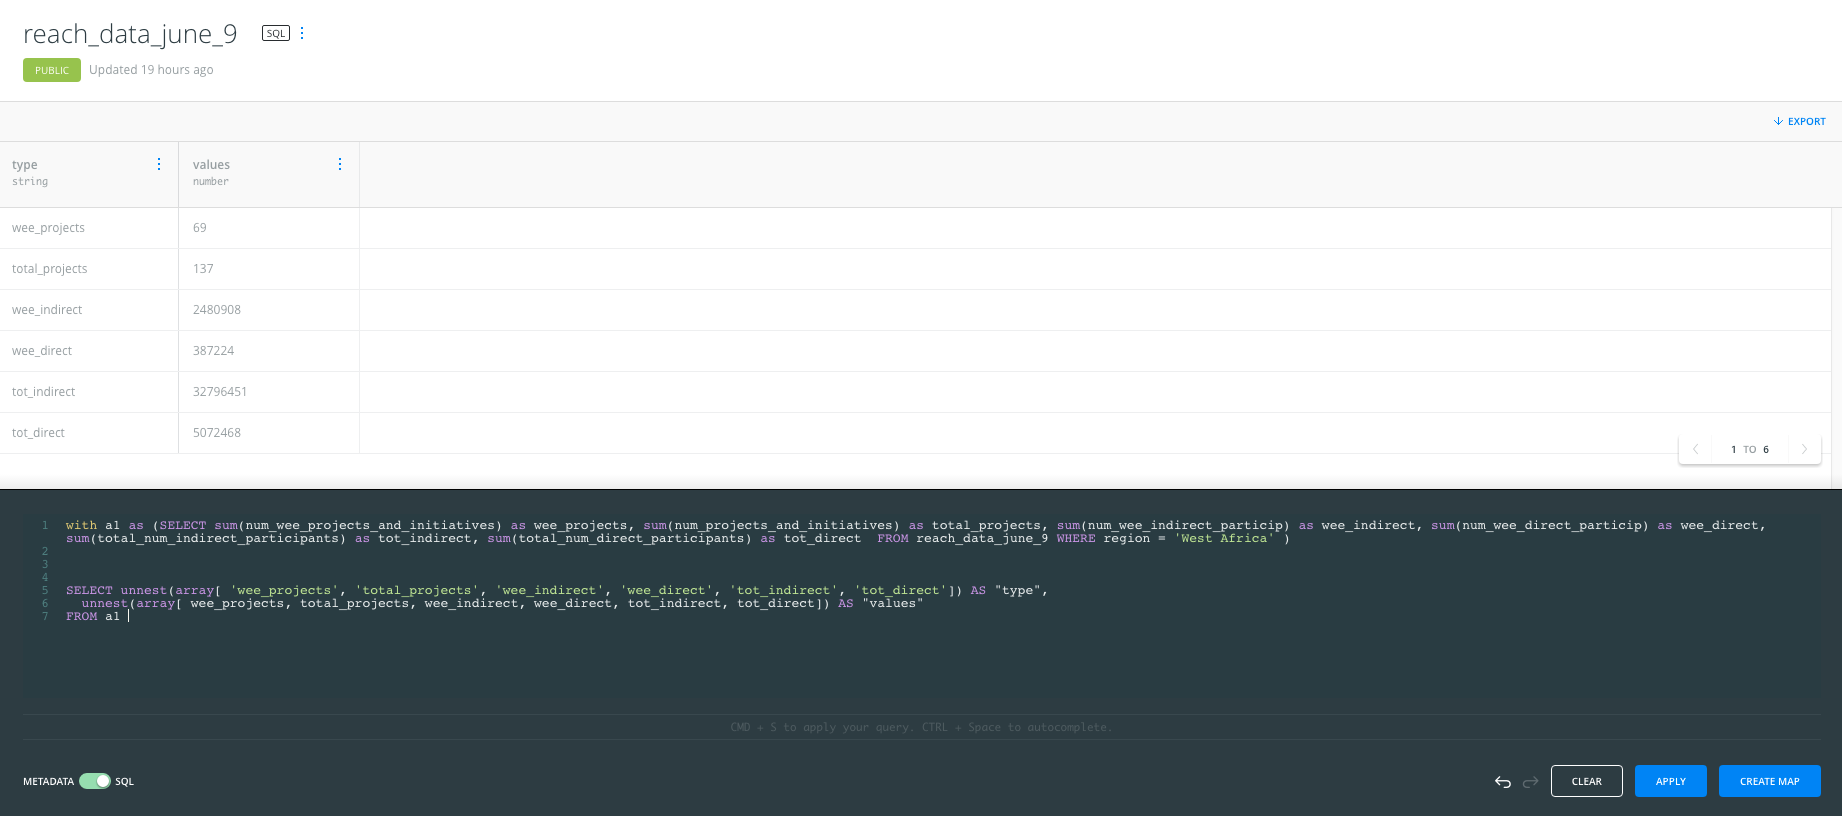 reach_data_june_9 SQL
PUBLIC Updated 19 hours ago
EXPORT
type values
string number
wee_projects 69
total_projects 137
wee_indirect 2480908
wee_direct 387224
tot_indirect 32796451
tot_direct 5072468
1 TO 6
1 with a1 as (SELECT sum(num_wee_projects_and_initiatives) as wee_projects, sum(num_projects_and_initiatives) as total_projects, sum(num_wee_indirect_particip) as wee_indirect, sum(num_wee_direct_particip) as wee_direct,
sum(total_num_indirect_participants) as tot_indirect, sum(total_num_direct_participants) as tot_direct  FROM reach_data_june_9 WHERE region = 'West Africa' )
2
3
4
5 SELECT unnest(array[ 'wee_projects', 'total_projects', 'wee_indirect', 'wee_direct', 'tot_indirect', 'tot_direct']) AS "type",
6   unnest(array[ wee_projects, total_projects, wee_indirect, wee_direct, tot_indirect, tot_direct]) AS "values"
7 FROM a1
CMD + S to apply your query. CTRL + Space to autocomplete.
METADATA SQL CLEAR APPLY CREATE MAP